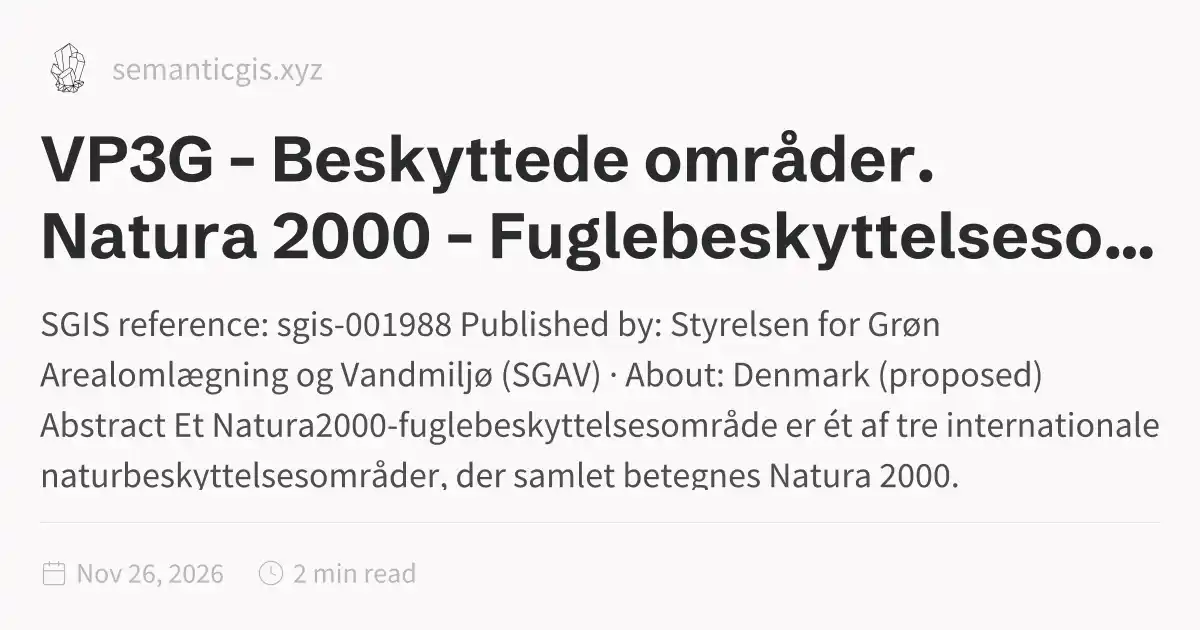 semanticgis.xyz
VP3G - Beskyttede områder.
Natura 2000 - Fuglebeskyttelseso...
SGIS reference: sgis-001988 Published by: Styrelsen for Grøn
Arealomlægning og Vandmiljø (SGAV) · About: Denmark (proposed)
Abstract Et Natura2000-fuglebeskyttelsesområde er ét af tre internationale
naturbeskyttelsesområder, der samlet betegnes Natura 2000.
Nov 26, 2026 2 min read